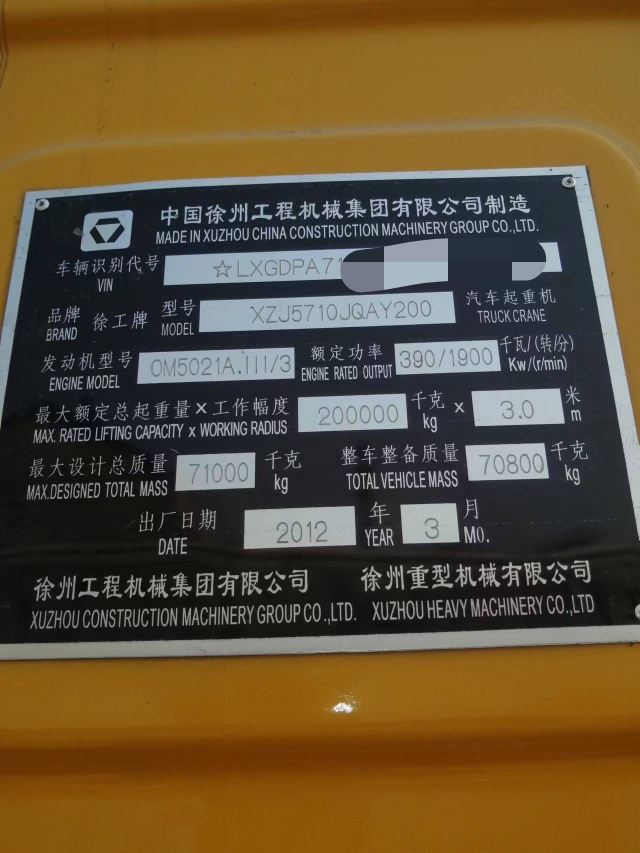 中国徐州工程机械集团有限公司制造
MADE IN XUZHOU CHINA CONSTRUCTION MACHINERY GROUP CO.,LTD.
车辆识别代号 ☆LXGDPA71
VIN
品牌 徐工牌 型号 XZJ5710JQAY200 汽车起重机
BRAND MODEL TRUCK CRANE
发动机型号 OM5021A.III/3 额定功率 390/1900 千瓦/(转/分)
ENGINE MODEL ENGINE RATED OUTPUT Kw/(r/min)
最大额定总起重量×工作幅度 200000 千克 × 3.0 米
MAX. RATED LIFTING CAPACITY x WORKING RADIUS kg m
最大设计总质量 71000 千克 整车整备质量 70800 千克
MAX.DESIGNED TOTAL MASS kg TOTAL VEHICLE MASS kg
出厂日期 2012 年 3 月
DATE YEAR MO.
徐州工程机械集团有限公司 徐州重型机械有限公司
XUZHOU CONSTRUCTION MACHINERY GROUP CO.,LTD. XUZHOU HEAVY MACHINERY CO.,LTD